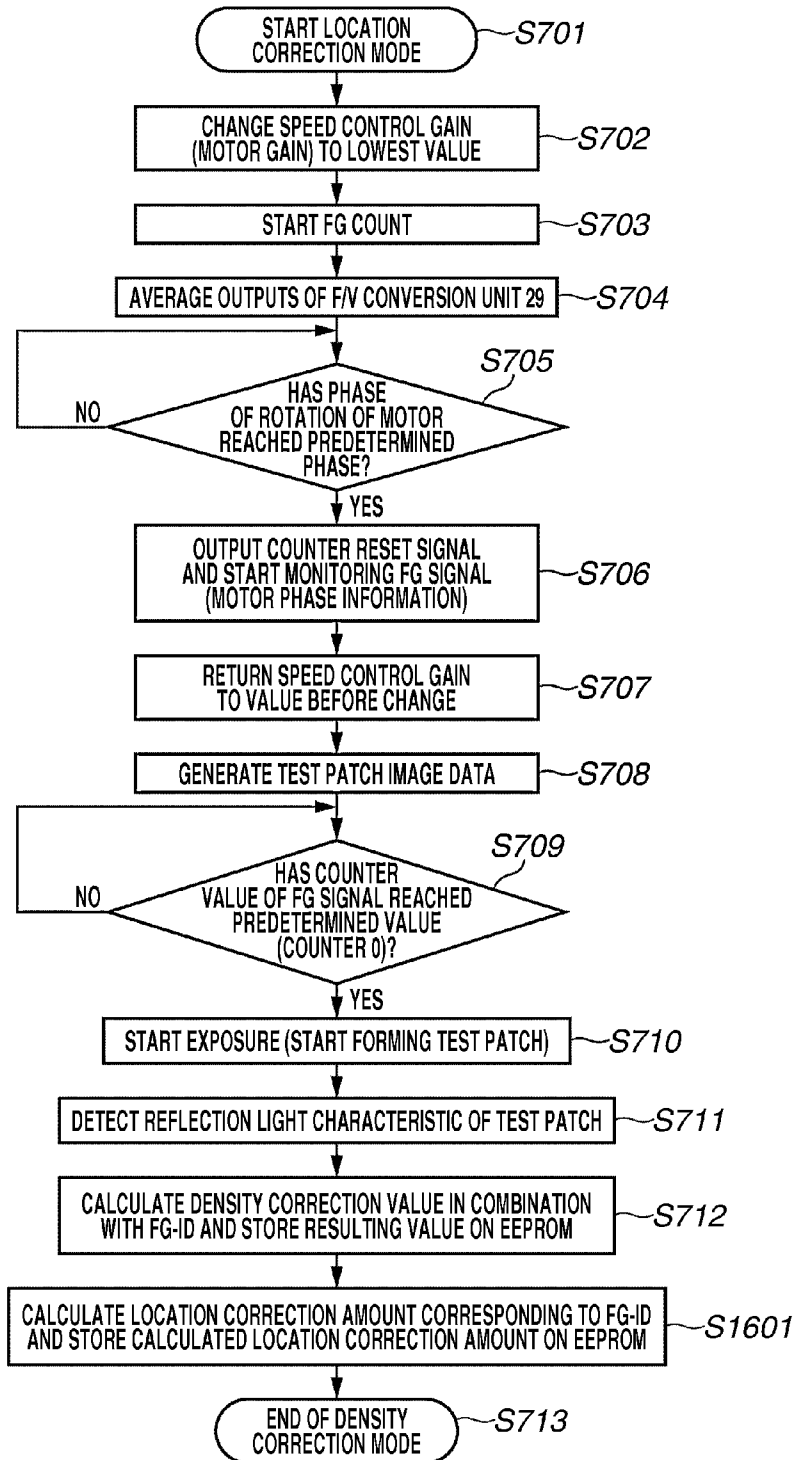 START LOCATION
CORRECTION MODE
S701
CHANGE SPEED CONTROL GAIN
(MOTOR GAIN) TO LOWEST VALUE
S702
START FG COUNT
S703
AVERAGE OUTPUTS OF F/V CONVERSION UNIT 29
S704
S705
HAS PHASE
OF ROTATION OF MOTOR
REACHED PREDETERMINED
PHASE?
NO
YES
OUTPUT COUNTER RESET SIGNAL
AND START MONITORING FG SIGNAL
(MOTOR PHASE INFORMATION)
S706
RETURN SPEED CONTROL GAIN
TO VALUE BEFORE CHANGE
S707
GENERATE TEST PATCH IMAGE DATA
S708
S709
HAS COUNTER
VALUE OF FG SIGNAL REACHED
PREDETERMINED VALUE
(COUNTER 0)?
NO
YES
START EXPOSURE (START FORMING TEST PATCH)
S710
DETECT REFLECTION LIGHT CHARACTERISTIC OF TEST PATCH
S711
CALCULATE DENSITY CORRECTION VALUE IN COMBINATION
WITH FG-ID AND STORE RESULTING VALUE ON EEPROM
S712
CALCULATE LOCATION CORRECTION AMOUNT CORRESPONDING TO FG-ID
AND STORE CALCULATED LOCATION CORRECTION AMOUNT ON EEPROM
S1601
END OF DENSITY
CORRECTION MODE
S713